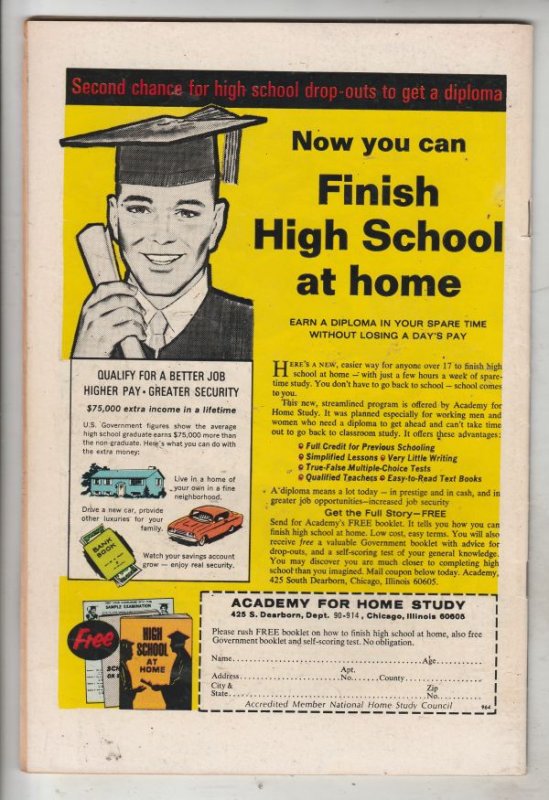 Second chance for high school drop-outs to get a diploma
Now you can
Finish
High School
at home
EARN A DIPLOMA IN YOUR SPARE TIME
WITHOUT LOSING A DAY'S PAY
HERE'S A NEW, easier way for anyone over 17 to finish high
school at home — with just a few hours a week of spare-
time study. You don't have to go back to school — school comes
to you.
This new, streamlined program is offered by Academy for
Home Study. It was planned especially for working men and
women who need a diploma to get ahead and can't take time
out to go back to classroom study. It offers these advantages:
Full Credit for Previous Schooling
Simplified Lessons Very Little Writing
True-False Multiple-Choice Tests
Qualified Teachers Easy-to-Read Text Books
A diploma means a lot today — in prestige and in cash, and in
greater job opportunities—increased job security
Get the Full Story—FREE
Send for Academy's FREE booklet. It tells you how you can
finish high school at home. Low cost, easy terms. You will also
receive free a valuable Government booklet with advice for
drop-outs, and a self-scoring test of your general knowledge.
You may discover you are much closer to completing high
school than you imagined. Mail coupon below today. Academy,
425 South Dearborn, Chicago, Illinois 60605.
QUALIFY FOR A BETTER JOB
HIGHER PAY • GREATER SECURITY
$75,000 extra income in a lifetime
U.S. Government figures show the average
high school graduate earns $75,000 more than
the non-graduate. Here's what you can do with
the extra money:
Live in a home of
your own in a fine
neighborhood.
Drive a new car, provide
other luxuries for your
family.
BANK
BOOK
Watch your savings account
grow — enjoy real security.
SAMPLE EXAMINATION
Free
HIGH
SCHOOL
AT
HOME
ACADEMY FOR HOME STUDY
425 S. Dearborn, Dept. 90-914, Chicago, Illinois 60605
Please rush FREE booklet on how to finish high school at home, also free
Government booklet and self-scoring test. No obligation.
Name Age
Apt.
Address No. County
City & Zip
State No.
Accredited Member National Home Study Council 964